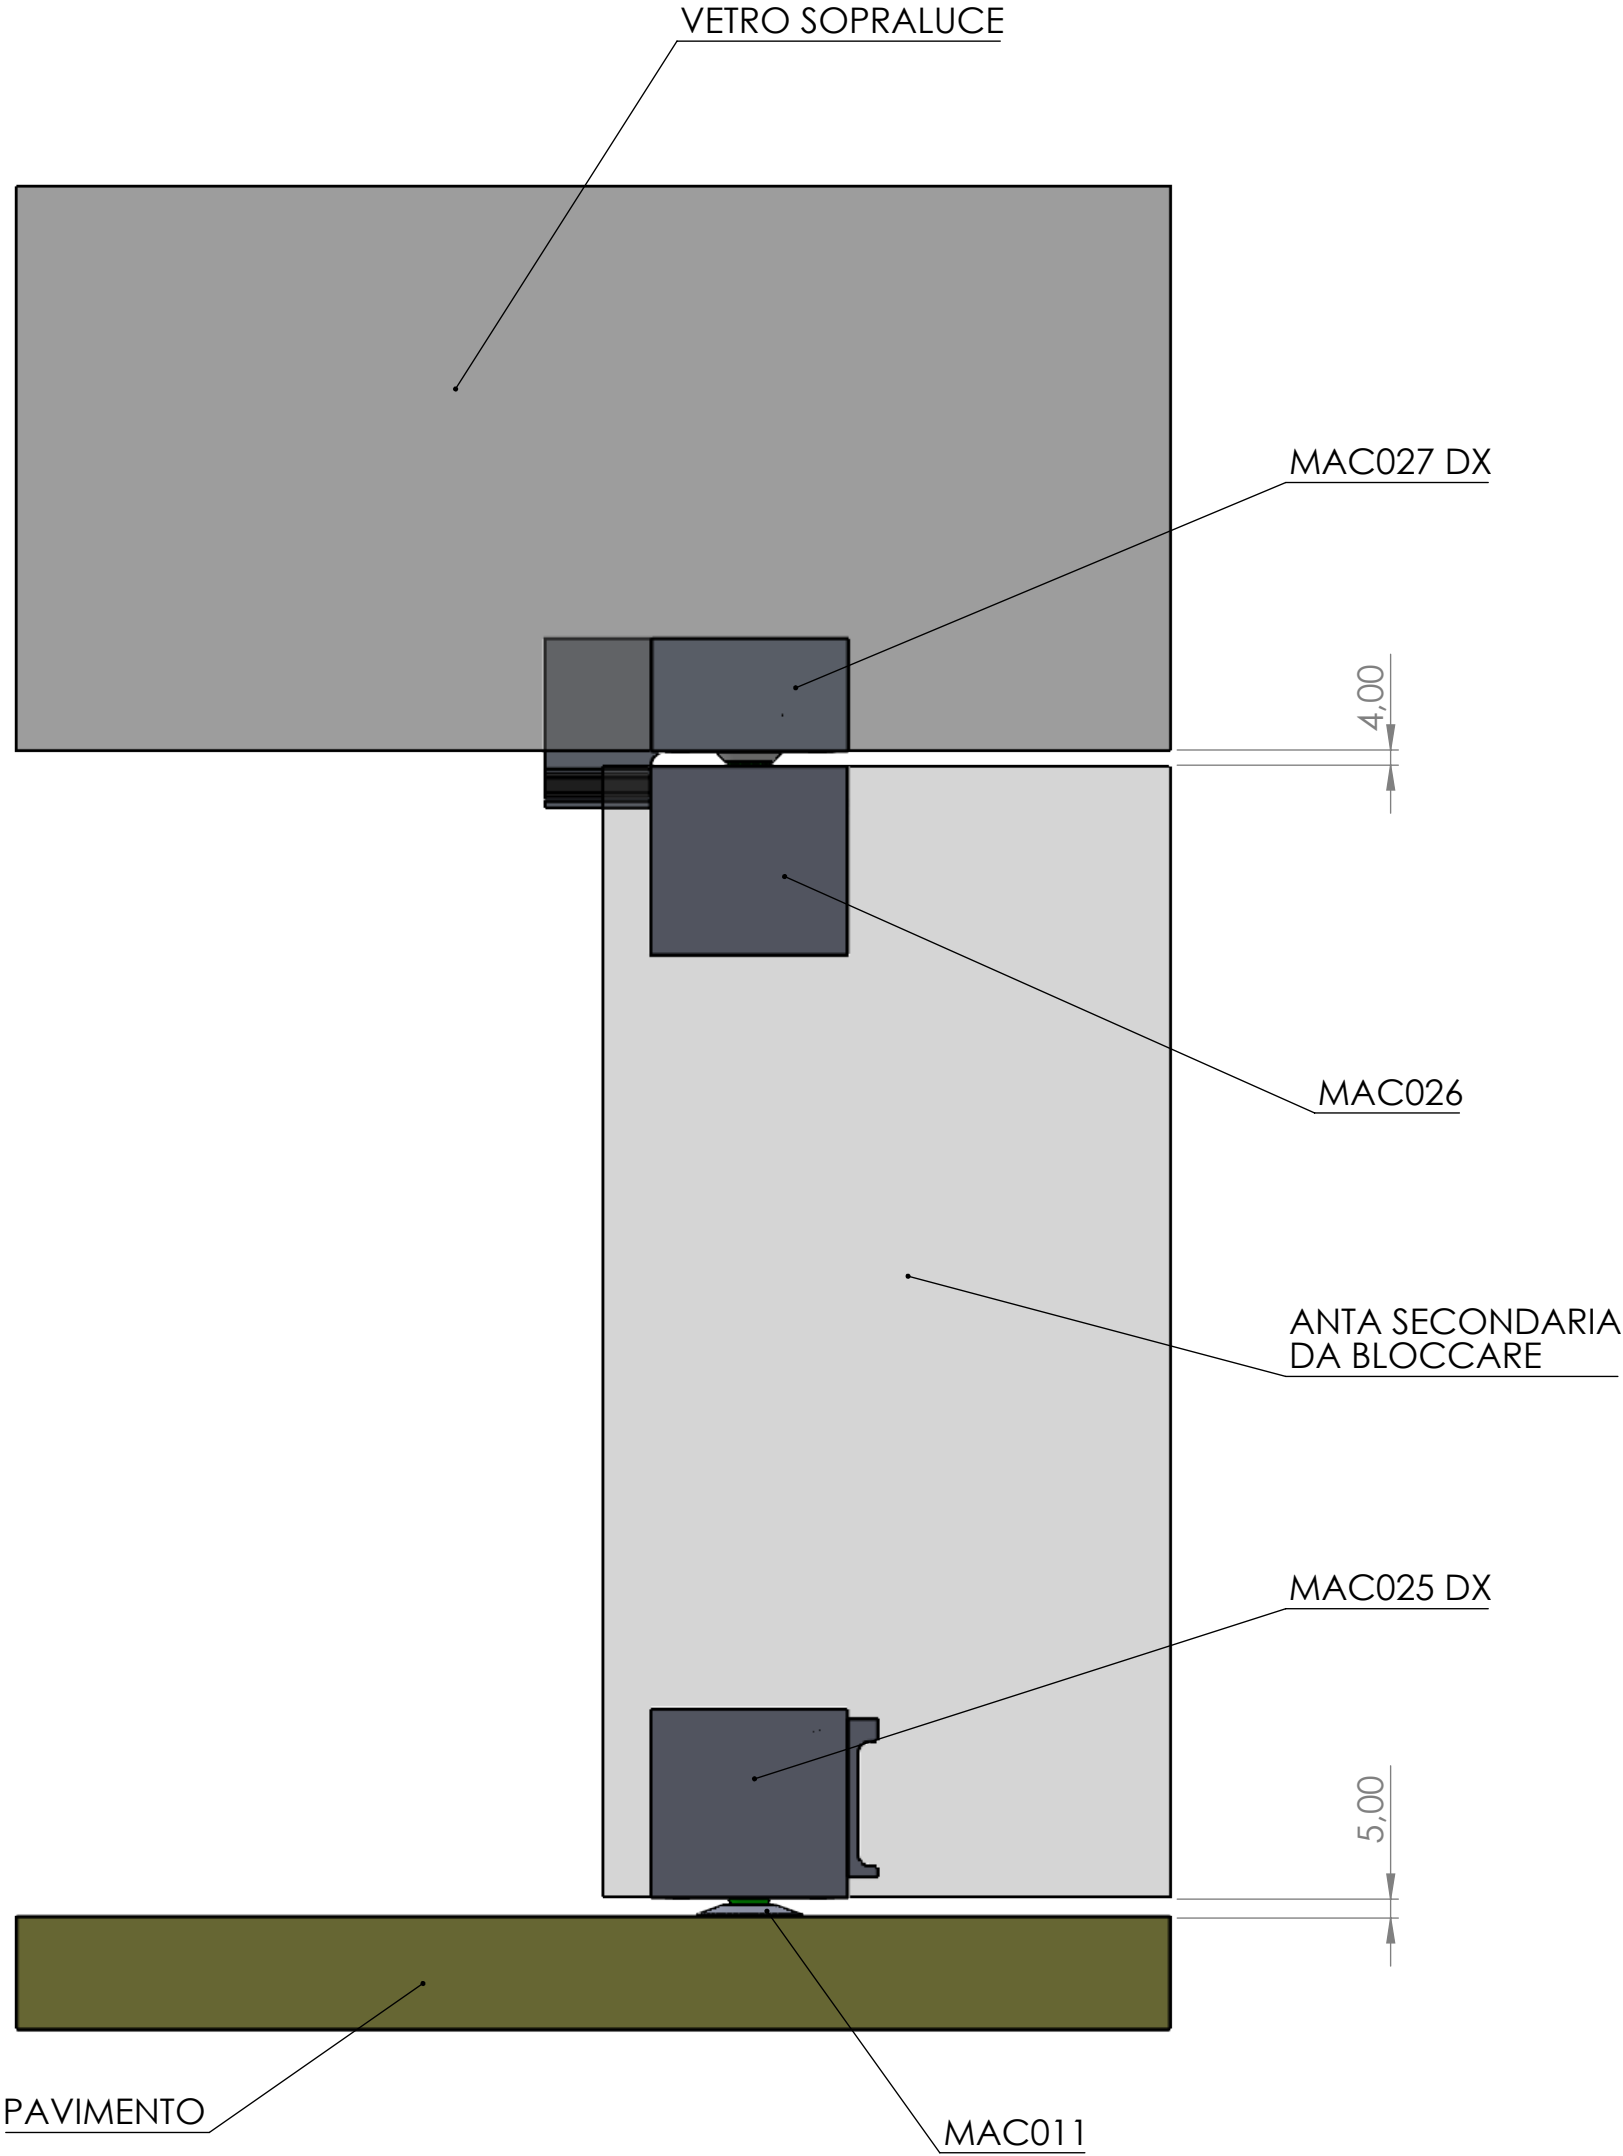 VETRO SOPRALUCE
MAC027 DX
4,00
MAC026
ANTA SECONDARIA
DA BLOCCARE
MAC025 DX
5,00
PAVIMENTO
MAC011